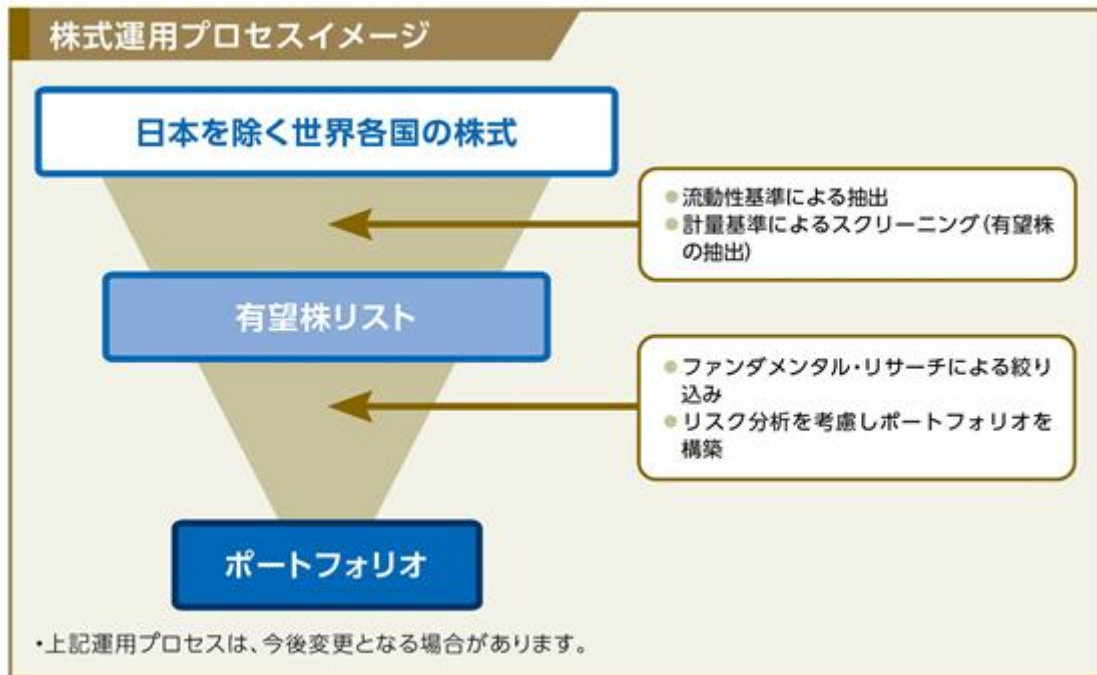 株式運用プロセスイメージ
日本を除く世界各国の株式
●流動性基準による抽出
●計量基準によるスクリーニング(有望株
の抽出)
有望株リスト
●ファンダメンタル・リサーチによる絞り
込み
●リスク分析を考慮しポートフォリオを
構築
ポートフォリオ
・上記運用プロセスは、今後変更となる場合があります。